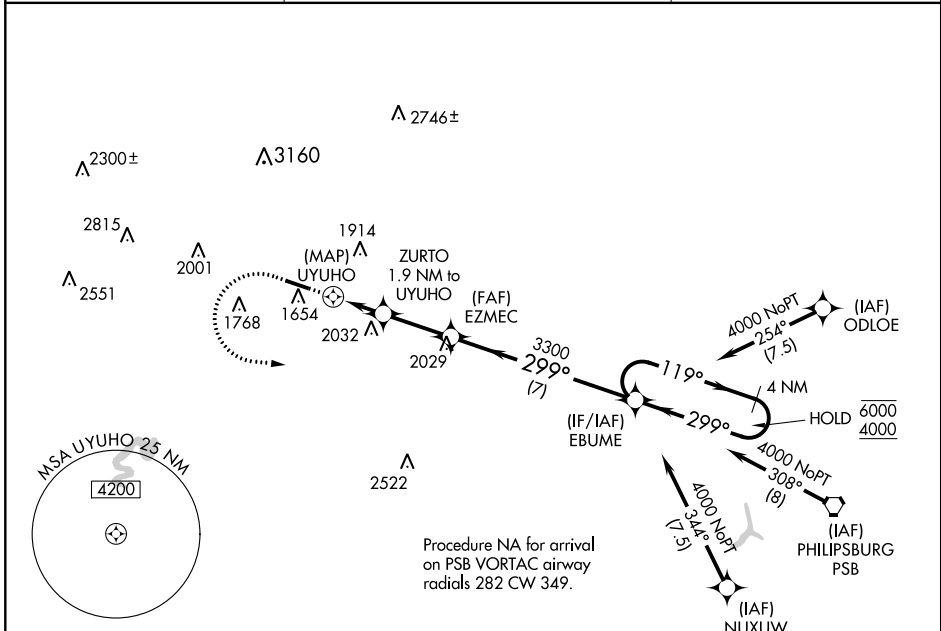 2746±
3160
2300±
2815
2001
2551
1914
(MAP)
UYUHO
ZURTO
1.9 NM to
UYUHO
(FAF)
EZMEC
1768
1654
2032
2029
3300
299°
(7)
4000 NoPT
254°
(7.5)
(IAF)
ODLOE
119°
4 NM
299°
HOLD
6000
4000
(IF/IAF)
EBUME
4000 NoPT
308°
(8)
(IAF)
PHILIPSBURG
PSB
4000 NoPT
344°
(7.5)
(IAF)
NUXUW
2522
MSA UYUHO 25 NM
4200
Procedure NA for arrival
on PSB VORTAC airway
radials 282 CW 349.